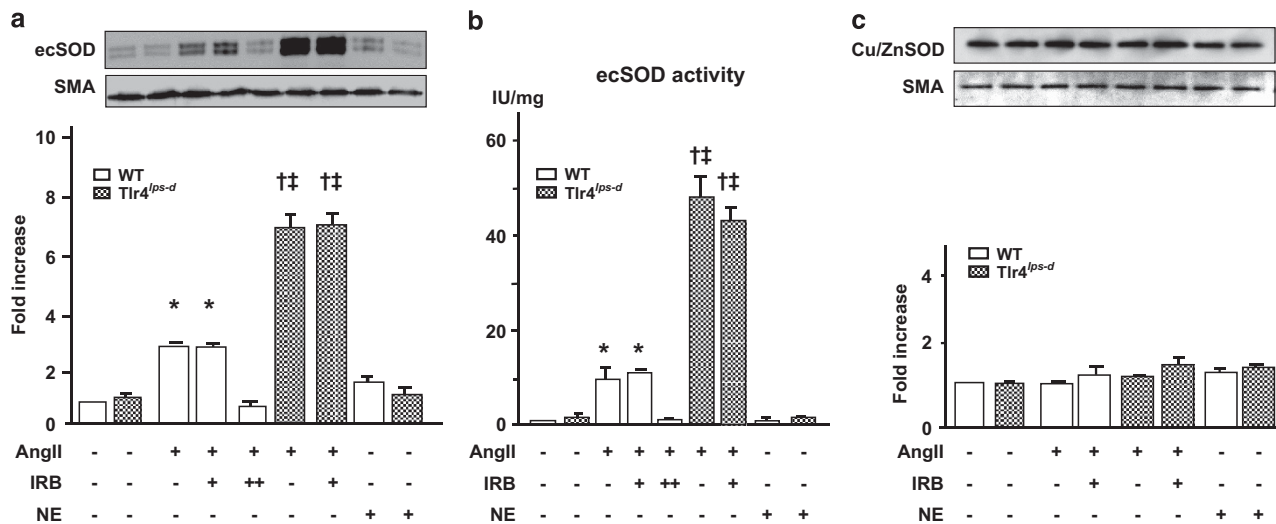 a
ecSOD
SMA
10
8
6
4
2
0
Fold increase
WT
Tlr4lps-d
* * †‡ †‡
AngII - - + + + + + - -
IRB - - - + ++ - + - -
NE - - - - - - - + +
b
ecSOD activity
IU/mg
60
40
20
0
WT
Tlr4lps-d
* * †‡ †‡
AngII - - + + + + + - -
IRB - - - + ++ - + - -
NE - - - - - - - + +
c
Cu/ZnSOD
SMA
4
2
0
Fold increase
WT
Tlr4lps-d
AngII - - + + + + - -
IRB - - - + - + - -
NE - - - - - - + +